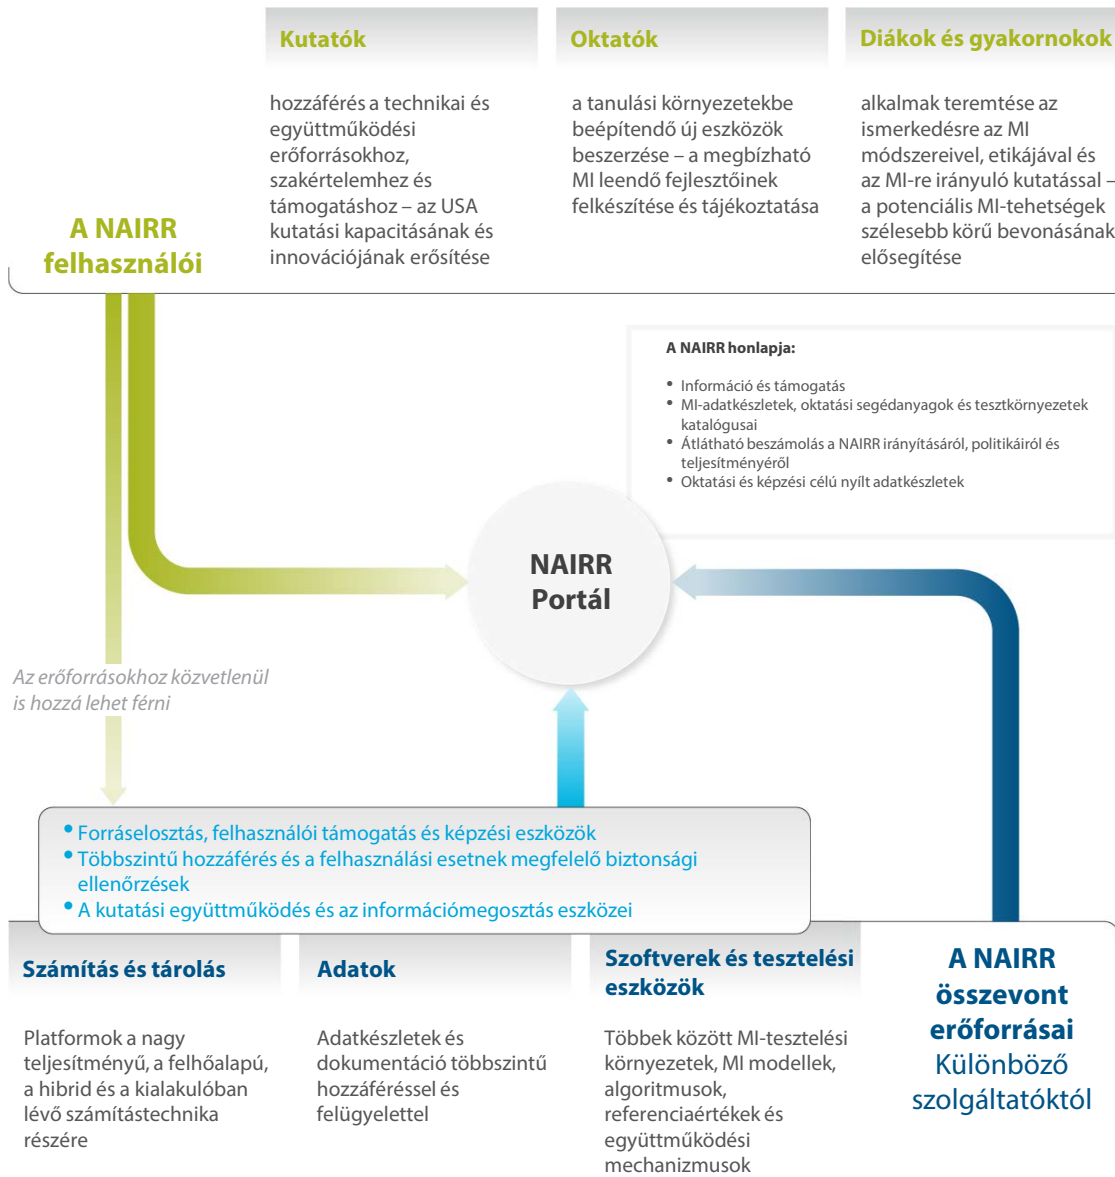 Kutatók
hozzáférés a technikai és
együttműködési
erőforrásokhoz,
szakértelemhez és
támogatáshoz – az USA
kutatási kapacitásának és
innovációjának erősítése
Oktatók
a tanulási környezetekbe
beépítendő új eszközök
beszerzése – a megbízható
MI leendő fejlesztőinek
felkészítése és tájékoztatása
Diákok és gyakornokok
alkalmak teremtése az
ismerkedésre az MI
módszereivel, etikájával és
az MI-re irányuló kutatással –
a potenciális MI-tehetségek
szélesebb körű bevonásának
elősegítése
A NAIRR
felhasználói
A NAIRR honlapja:
• Információ és támogatás
• MI-adatkészletek, oktatási segédanyagok és tesztkörnyezetek
katalógusai
• Átlátható beszámolás a NAIRR irányításáról, politikáiról és
teljesítményéről
• Oktatási és képzési célú nyílt adatkészletek
NAIRR
Portál
Az erőforrásokhoz közvetlenül
is hozzá lehet férni
• Forráselosztás, felhasználói támogatás és képzési eszközök
• Többszintű hozzáférés és a felhasználási esetnek megfelelő biztonsági
ellenőrzések
• A kutatási együttműködés és az információmegosztás eszközei
Számítás és tárolás
Platformok a nagy
teljesítményű, a felhőalapú,
a hibrid és a kialakulóban
lévő számítástechnika
részére
Adatok
Adatkészletek és
dokumentáció többszintű
hozzáféréssel és
felügyelettel
Szoftverek és tesztelési
eszközök
Többek között MI-tesztelési
környezetek, MI modellek,
algoritmusok,
referenciaértékek és
együttműködési
mechanizmusok
A NAIRR
összevont
erőforrásai
Különböző
szolgáltatóktól